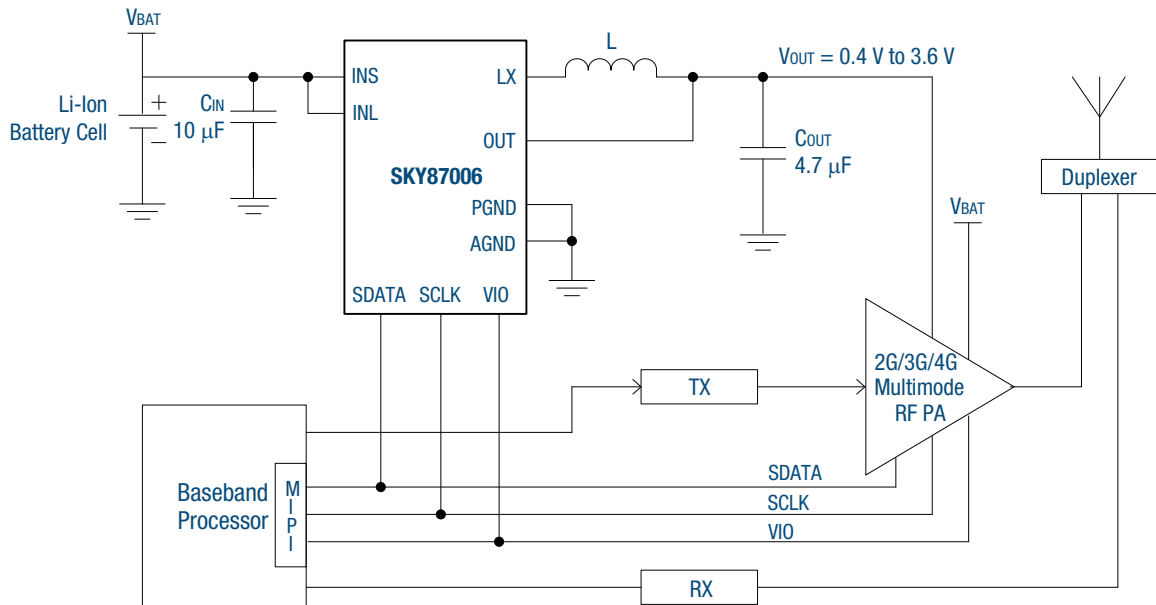 VBAT
Li-Ion
Battery Cell
+
−
CIN
10 µF
INS
INL
LX
OUT
SKY87006
PGND
AGND
SDATA SCLK VIO
L
VOUT = 0.4 V to 3.6 V
COUT
4.7 µF
Duplexer
VBAT
2G/3G/4G
Multimode
RF PA
TX
Baseband
Processor
M
I
P
I
SDATA
SCLK
VIO
RX